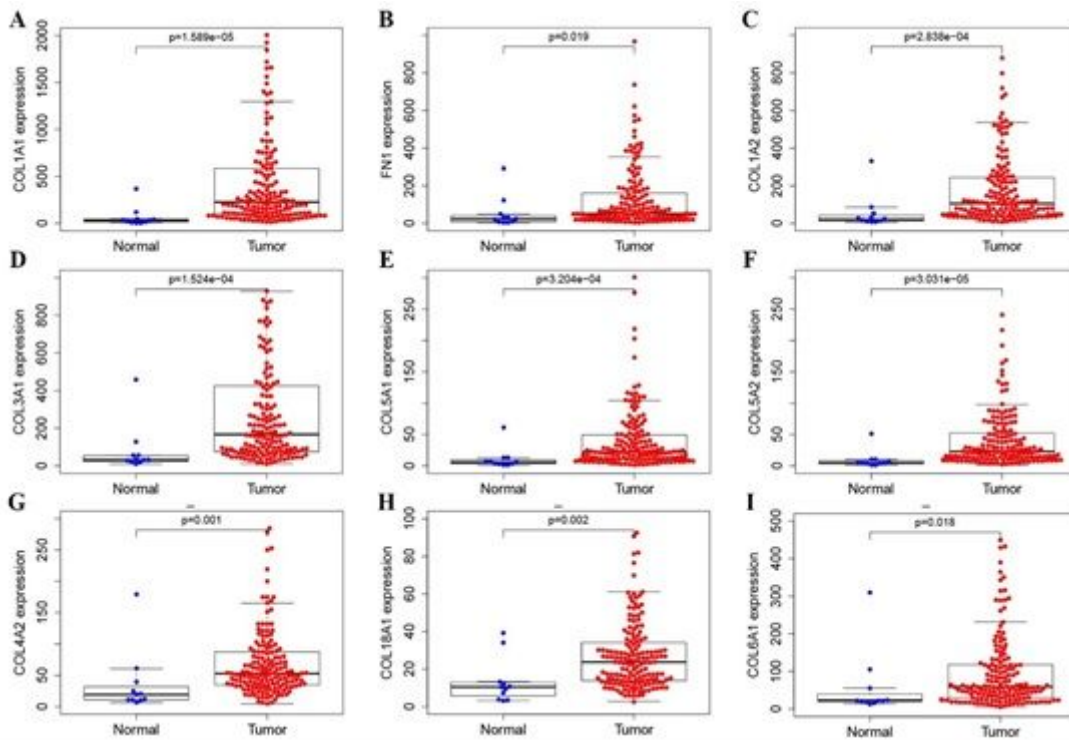 A
p=1.589e-05
COL1A1 expression
2000
1500
1000
500
0
Normal Tumor
B
p=0.019
FN1 expression
800
600
400
200
0
Normal Tumor
C
p=2.838e-04
COL1A2 expression
800
600
400
200
0
Normal Tumor
D
p=1.524e-04
COL3A1 expression
800
600
400
200
0
Normal Tumor
E
p=3.204e-04
COL5A1 expression
250
150
50
0
Normal Tumor
F
p=3.031e-05
COL5A2 expression
250
150
50
0
Normal Tumor
G
p=0.001
COL4A2 expression
250
150
50
0
Normal Tumor
H
p=0.002
COL18A1 expression
100
80
60
40
20
0
Normal Tumor
I
p=0.018
COL6A1 expression
500
400
300
200
100
0
Normal Tumor